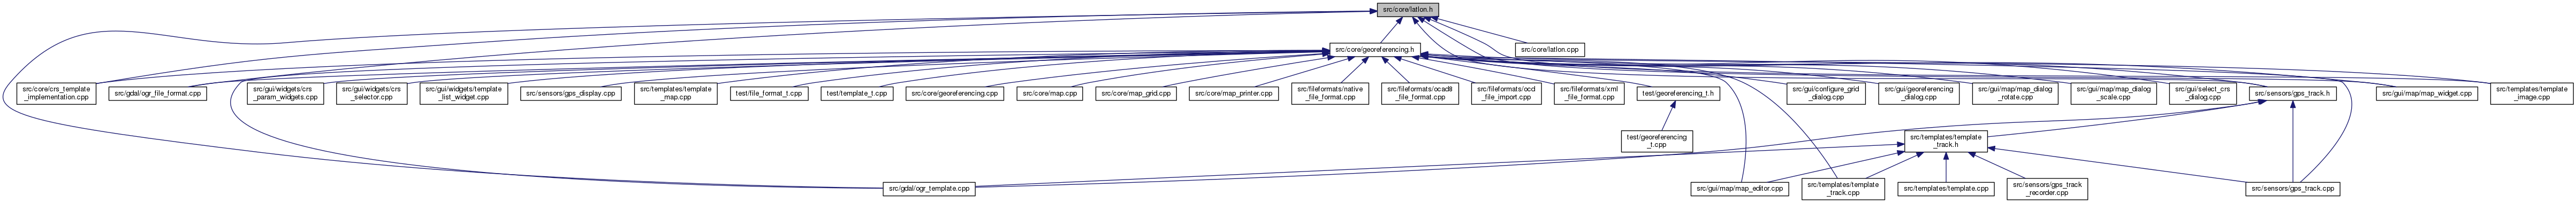 src/core/latlon.h
src/core/georeferencing.h
src/core/latlon.cpp
src/core/crs_template
_implementation.cpp
src/gdal/ogr_file_format.cpp
src/gui/widgets/crs
_param_widgets.cpp
src/gui/widgets/crs
_selector.cpp
src/gui/widgets/template
_list_widget.cpp
src/sensors/gps_display.cpp
src/templates/template
_map.cpp
test/file_format_t.cpp
test/template_t.cpp
src/core/georeferencing.cpp
src/core/map.cpp
src/core/map_grid.cpp
src/core/map_printer.cpp
src/fileformats/native
_file_format.cpp
src/fileformats/ocad8
_file_format.cpp
src/fileformats/ocd
_file_import.cpp
src/fileformats/xml
_file_format.cpp
test/georeferencing_t.h
src/gui/configure_grid
_dialog.cpp
src/gui/georeferencing
_dialog.cpp
src/gui/map/map_dialog
_rotate.cpp
src/gui/map/map_dialog
_scale.cpp
src/gui/select_crs
_dialog.cpp
src/sensors/gps_track.h
src/gui/map/map_widget.cpp
src/templates/template
_image.cpp
test/georeferencing
_t.cpp
src/templates/template
_track.h
src/gdal/ogr_template.cpp
src/gui/map/map_editor.cpp
src/templates/template
_track.cpp
src/templates/template.cpp
src/sensors/gps_track
_recorder.cpp
src/sensors/gps_track.cpp